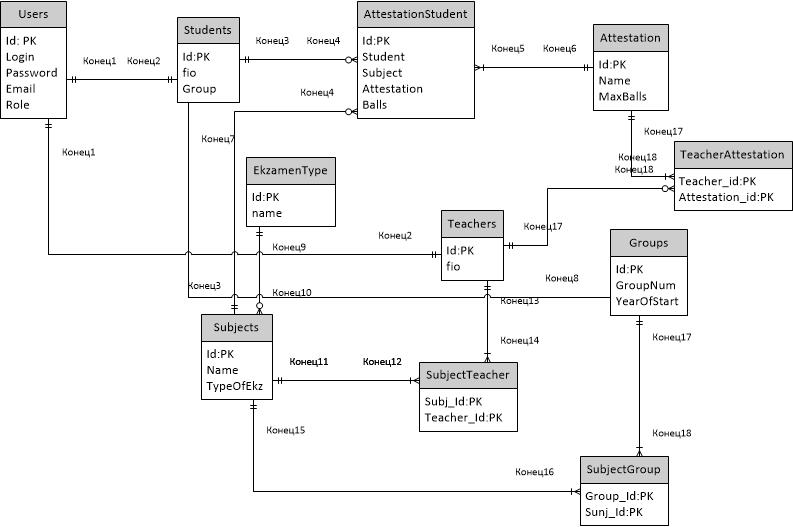 Users
Id: PK
Login
Password
Email
Role
Students
Id:PK
fio
Group
AttestationStudent
Id:PK
Student
Subject
Attestation
Balls
Attestation
Id:PK
Name
MaxBalls
Конец1
Конец2
Конец3
Конец4
Конец5
Конец6
Конец4
Конец7
Конец1
Конец17
Конец18
Конец18
TeacherAttestation
Teacher_id:PK
Attestation_id:PK
EkzamenType
Id:PK
name
Teachers
Id:PK
fio
Конец17
Конец2
Конец9
Groups
Id:PK
GroupNum
YearOfStart
Конец3
Конец10
Конец8
Конец13
Subjects
Id:PK
Name
TypeOfEkz
Конец14
Конец17
Конец11
Конец12
SubjectTeacher
Subj_Id:PK
Teacher_Id:PK
Конец15
Конец18
Конец16
SubjectGroup
Group_Id:PK
Sunj_Id:PK